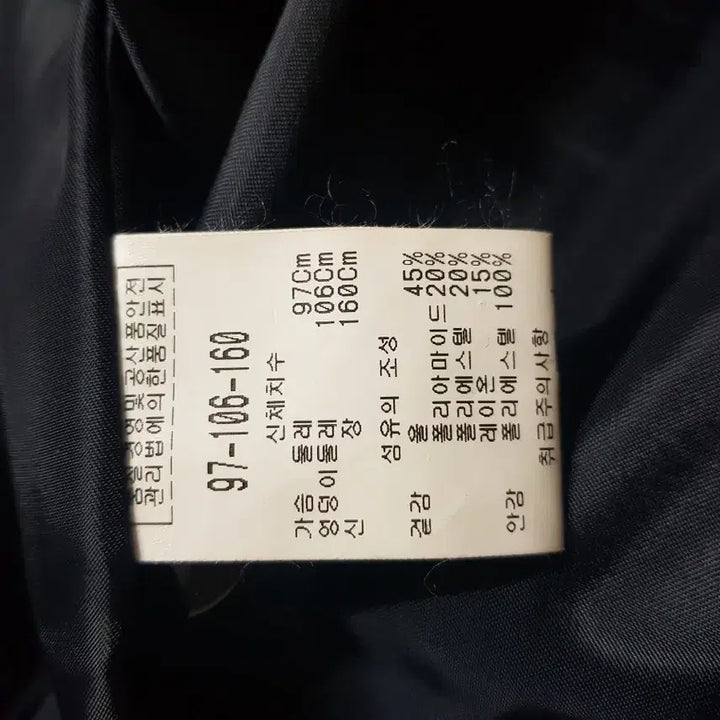 품질경영및공산품안전
관리법에의한품질표시
97-106-160
신체치수
가슴 둘레 97Cm
엉덩이둘레 106Cm
신 장 160Cm
섬유의 조성
겉감 울 45%
폴리아마이드 20%
폴리에스텔 20%
레이온 15%
안감 폴리에스텔 100%
취급주의사항